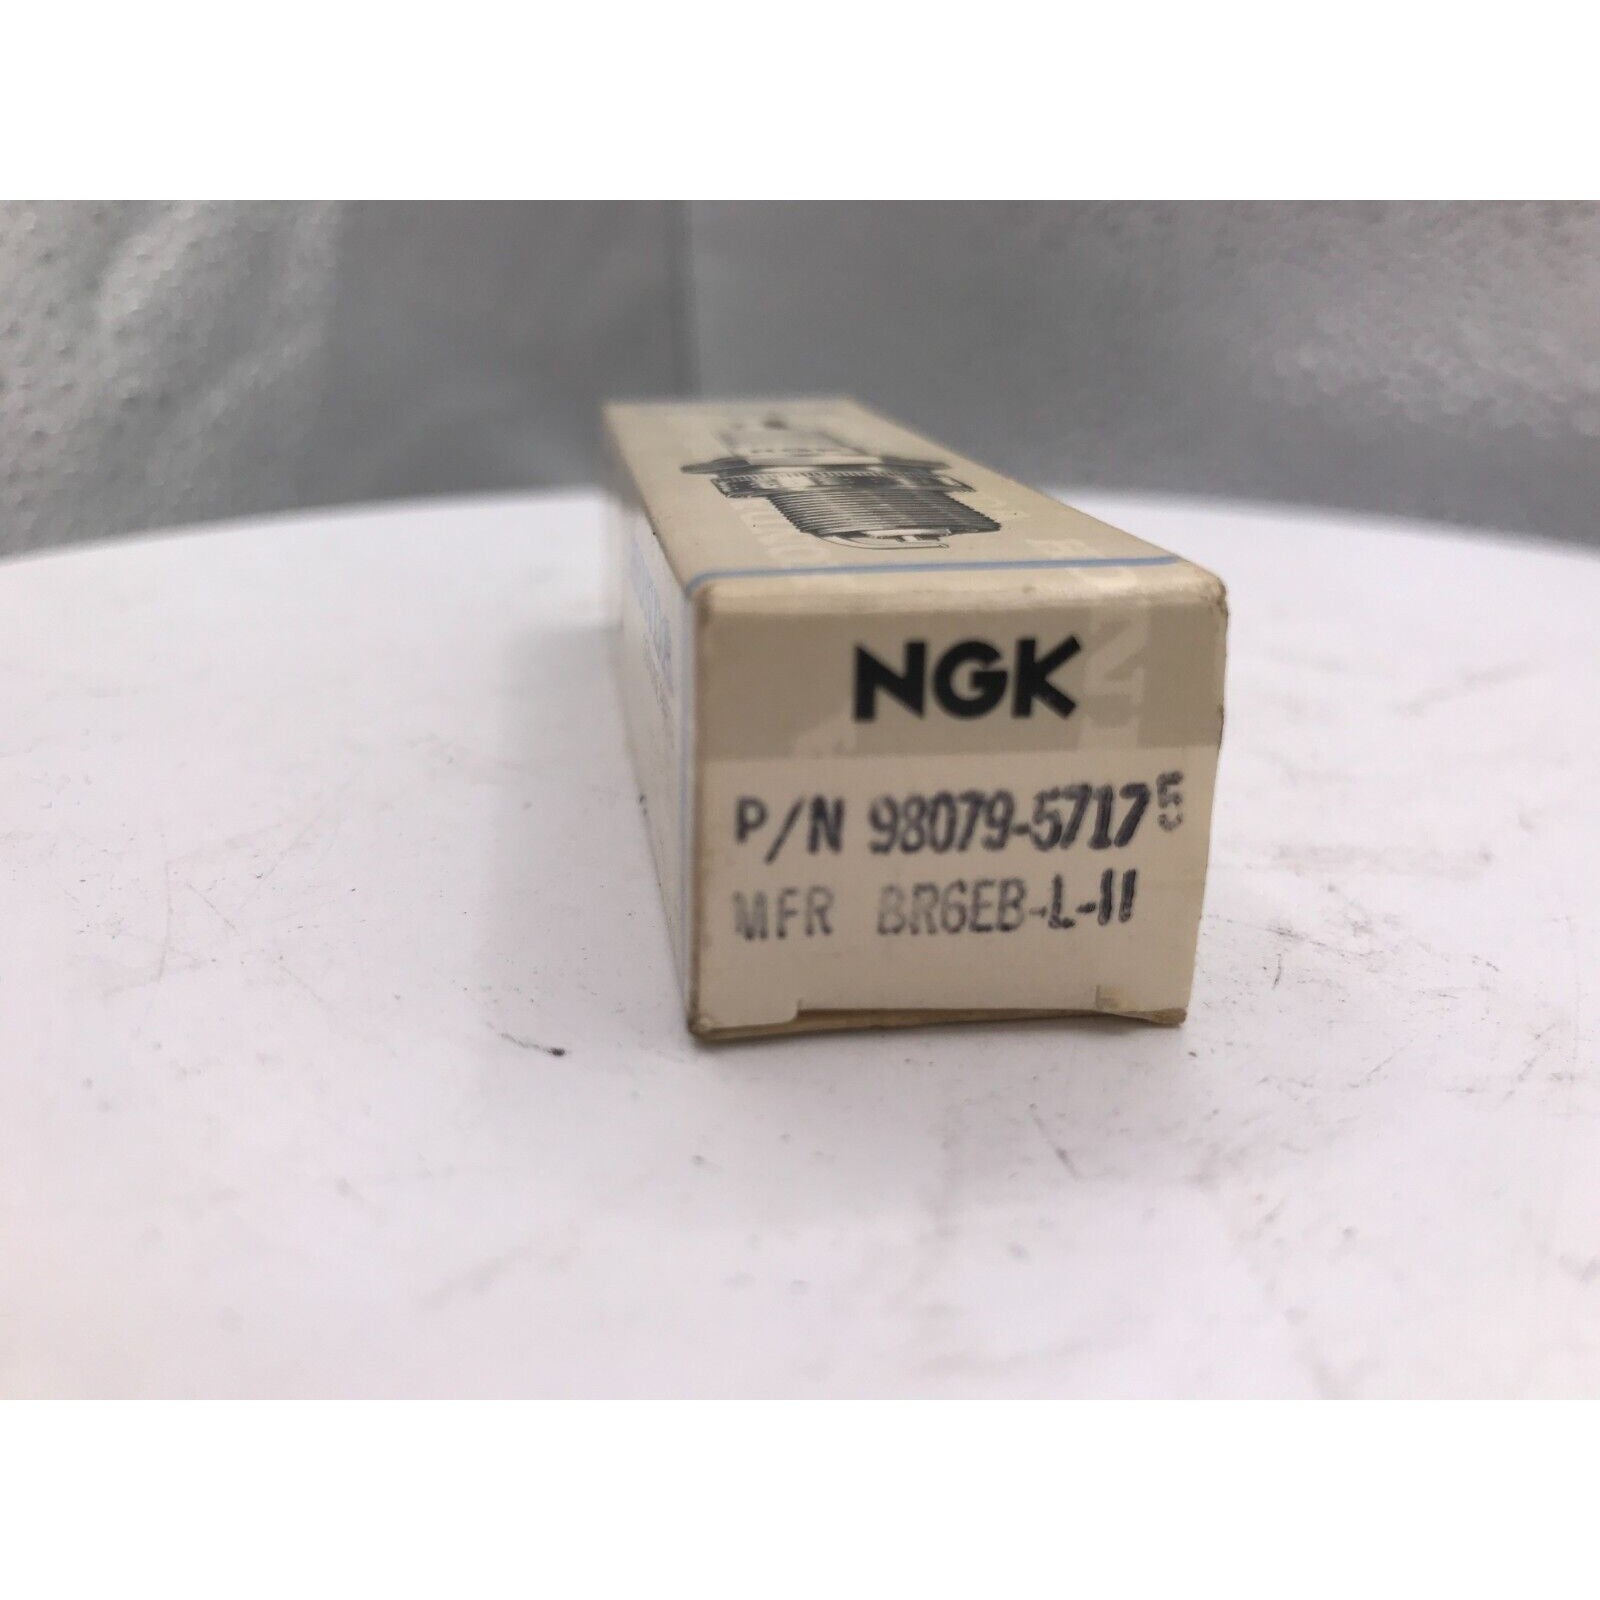 NGK
P/N 98079-5717
MFR BR6EB-L-11